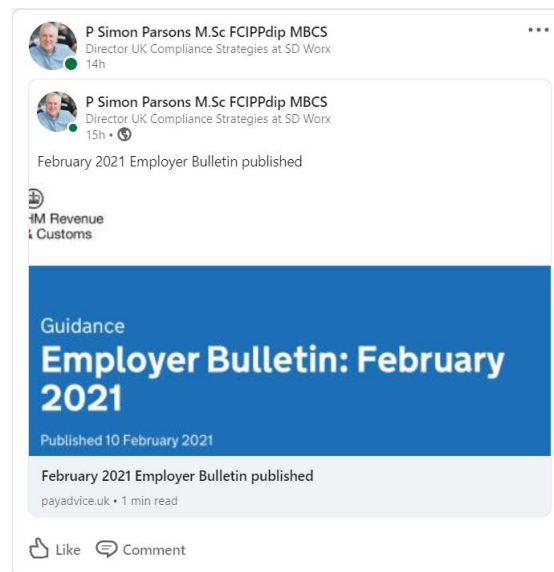 P Simon Parsons M.Sc FCIPPdip MBCS
Director UK Compliance Strategies at SD Worx
14h
P Simon Parsons M.Sc FCIPPdip MBCS
Director UK Compliance Strategies at SD Worx
15h •
February 2021 Employer Bulletin published
HM Revenue
& Customs
Guidance
Employer Bulletin: February
2021
Published 10 February 2021
February 2021 Employer Bulletin published
payadvice.uk • 1 min read
Like Comment